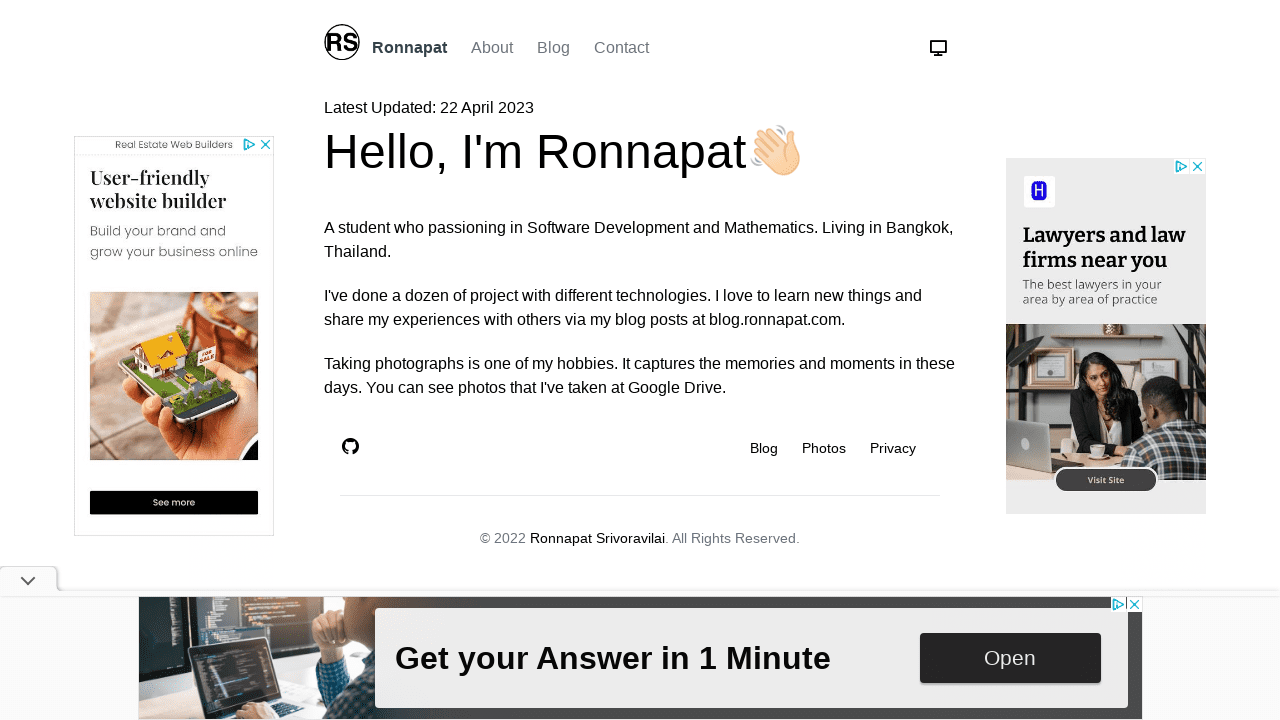 RS
Ronnapat About Blog Contact
Latest Updated: 22 April 2023
Hello, I'm Ronnapat👋🏻
A student who passioning in Software Development and Mathematics. Living in Bangkok,
Thailand.
I've done a dozen of project with different technologies. I love to learn new things and
share my experiences with others via my blog posts at blog.ronnapat.com.
Taking photographs is one of my hobbies. It captures the memories and moments in these
days. You can see photos that I've taken at Google Drive.
Blog Photos Privacy
© 2022 Ronnapat Srivoravilai. All Rights Reserved.
Real Estate Web Builders
User-friendly
website builder
Build your brand and
grow your business online
FOR
SALE
See more
H
Lawyers and law
firms near you
The best lawyers in your
area by area of practice
Visit Site
Get your Answer in 1 Minute
Open